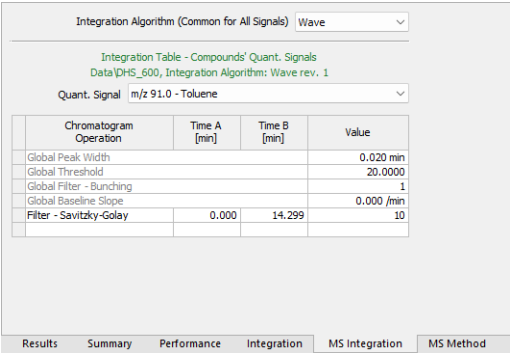 Integration Algorithm (Common for All Signals) Wave
Integration Table - Compounds' Quant. Signals
Data\DHS_600, Integration Algorithm: Wave rev. 1
Quant. Signal m/z 91.0 - Toluene
Chromatogram Operation Time A [min] Time B [min] Value
Global Peak Width 0.020 min
Global Threshold 20.0000
Global Filter - Bunching 1
Global Baseline Slope 0.000 /min
Filter - Savitzky-Golay 0.000 14.299 10
Results Summary Performance Integration MS Integration MS Method